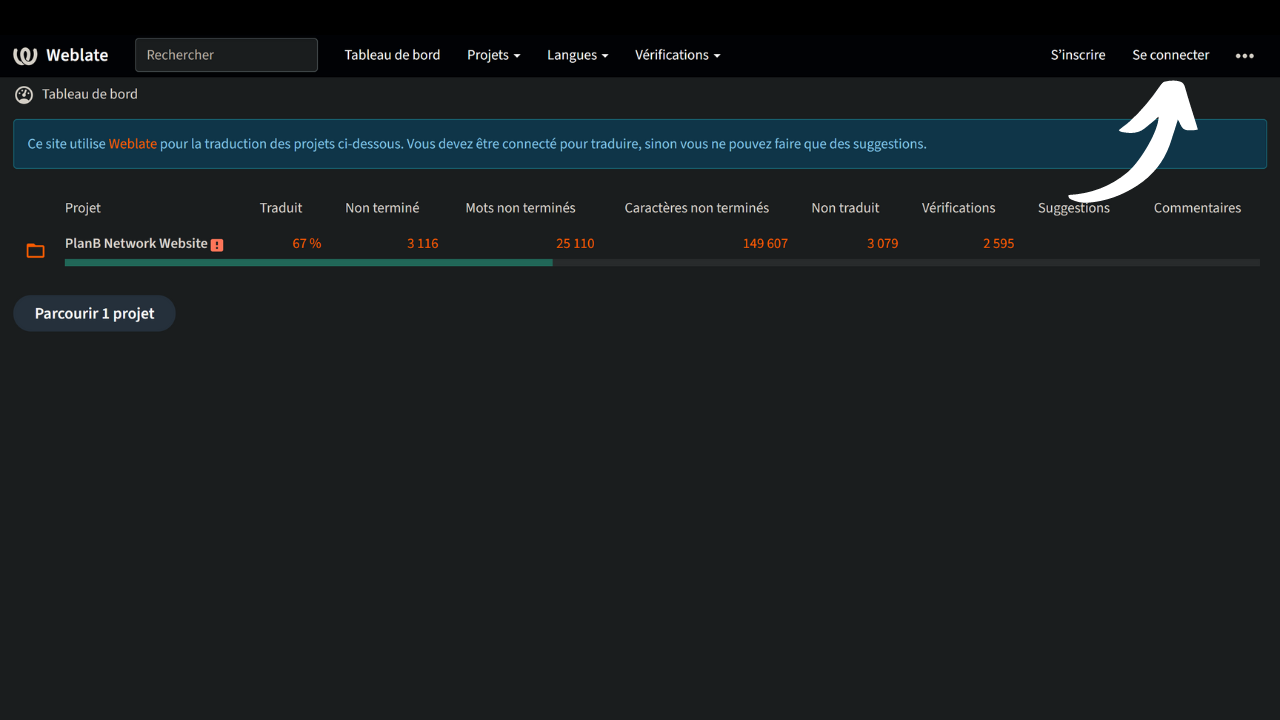 Weblate Rechercher Tableau de bord Projets Langues Vérifications S'inscrire Se connecter
Tableau de bord
Ce site utilise Weblate pour la traduction des projets ci-dessous. Vous devez être connecté pour traduire, sinon vous ne pouvez faire que des suggestions.
Projet Traduit Non terminé Mots non terminés Caractères non terminés Non traduit Vérifications Suggestions Commentaires
PlanB Network Website 67 % 3 116 25 110 149 607 3 079 2 595
Parcourir 1 projet